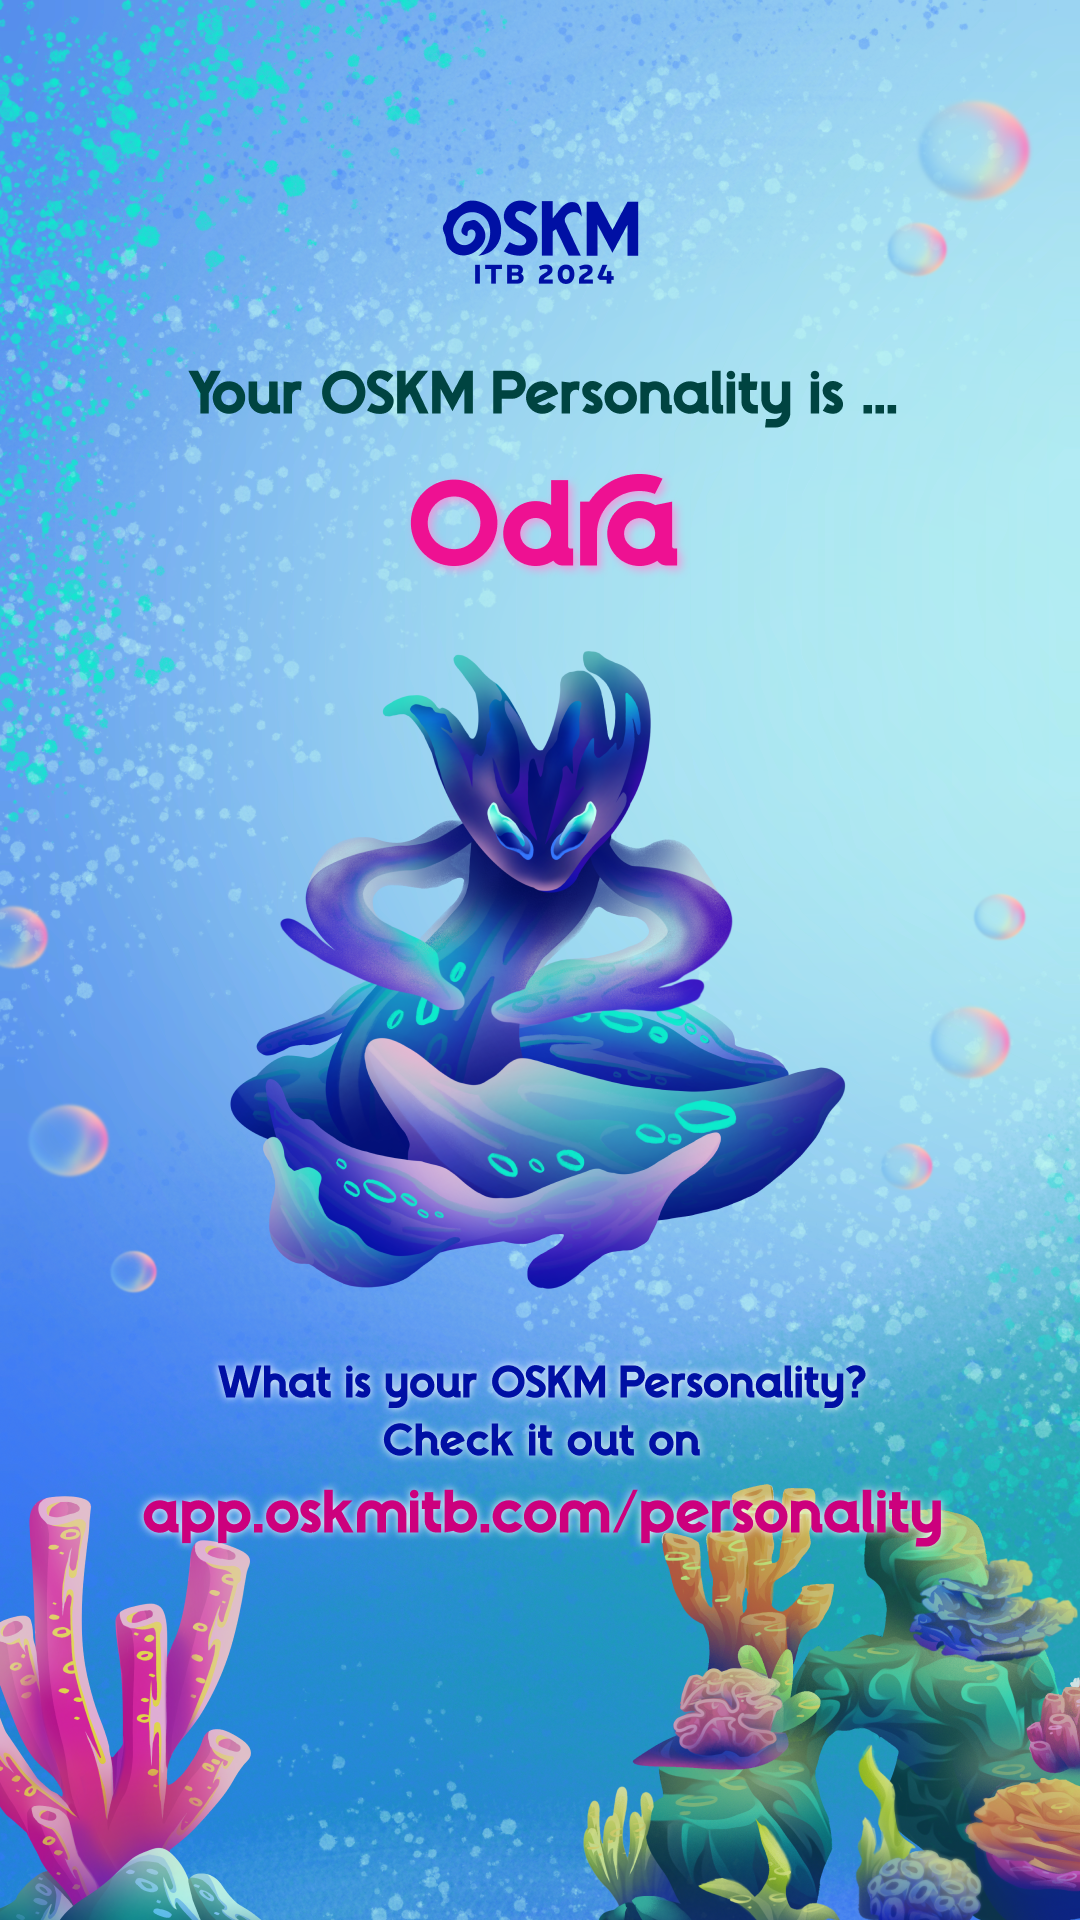 OSKM
ITB 2024
Your OSKM Personality is ...
Odra
What is your OSKM Personality?
Check it out on
app.oskmitb.com/personality